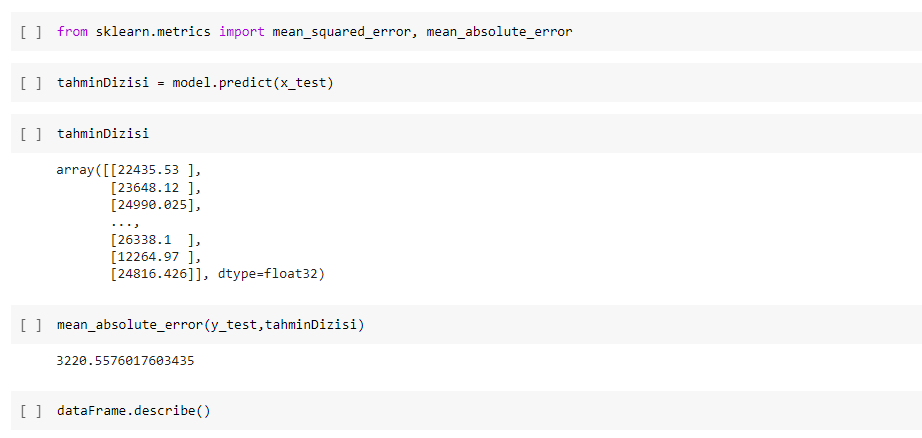 [ ] from sklearn.metrics import mean_squared_error, mean_absolute_error
[ ] tahminDizisi = model.predict(x_test)
[ ] tahminDizisi
array([[22435.53 ],
       [23648.12 ],
       [24990.025],
       ...,
       [26338.1  ],
       [12264.97 ],
       [24816.426]], dtype=float32)
[ ] mean_absolute_error(y_test,tahminDizisi)
3220.5576017603435
[ ] dataFrame.describe()